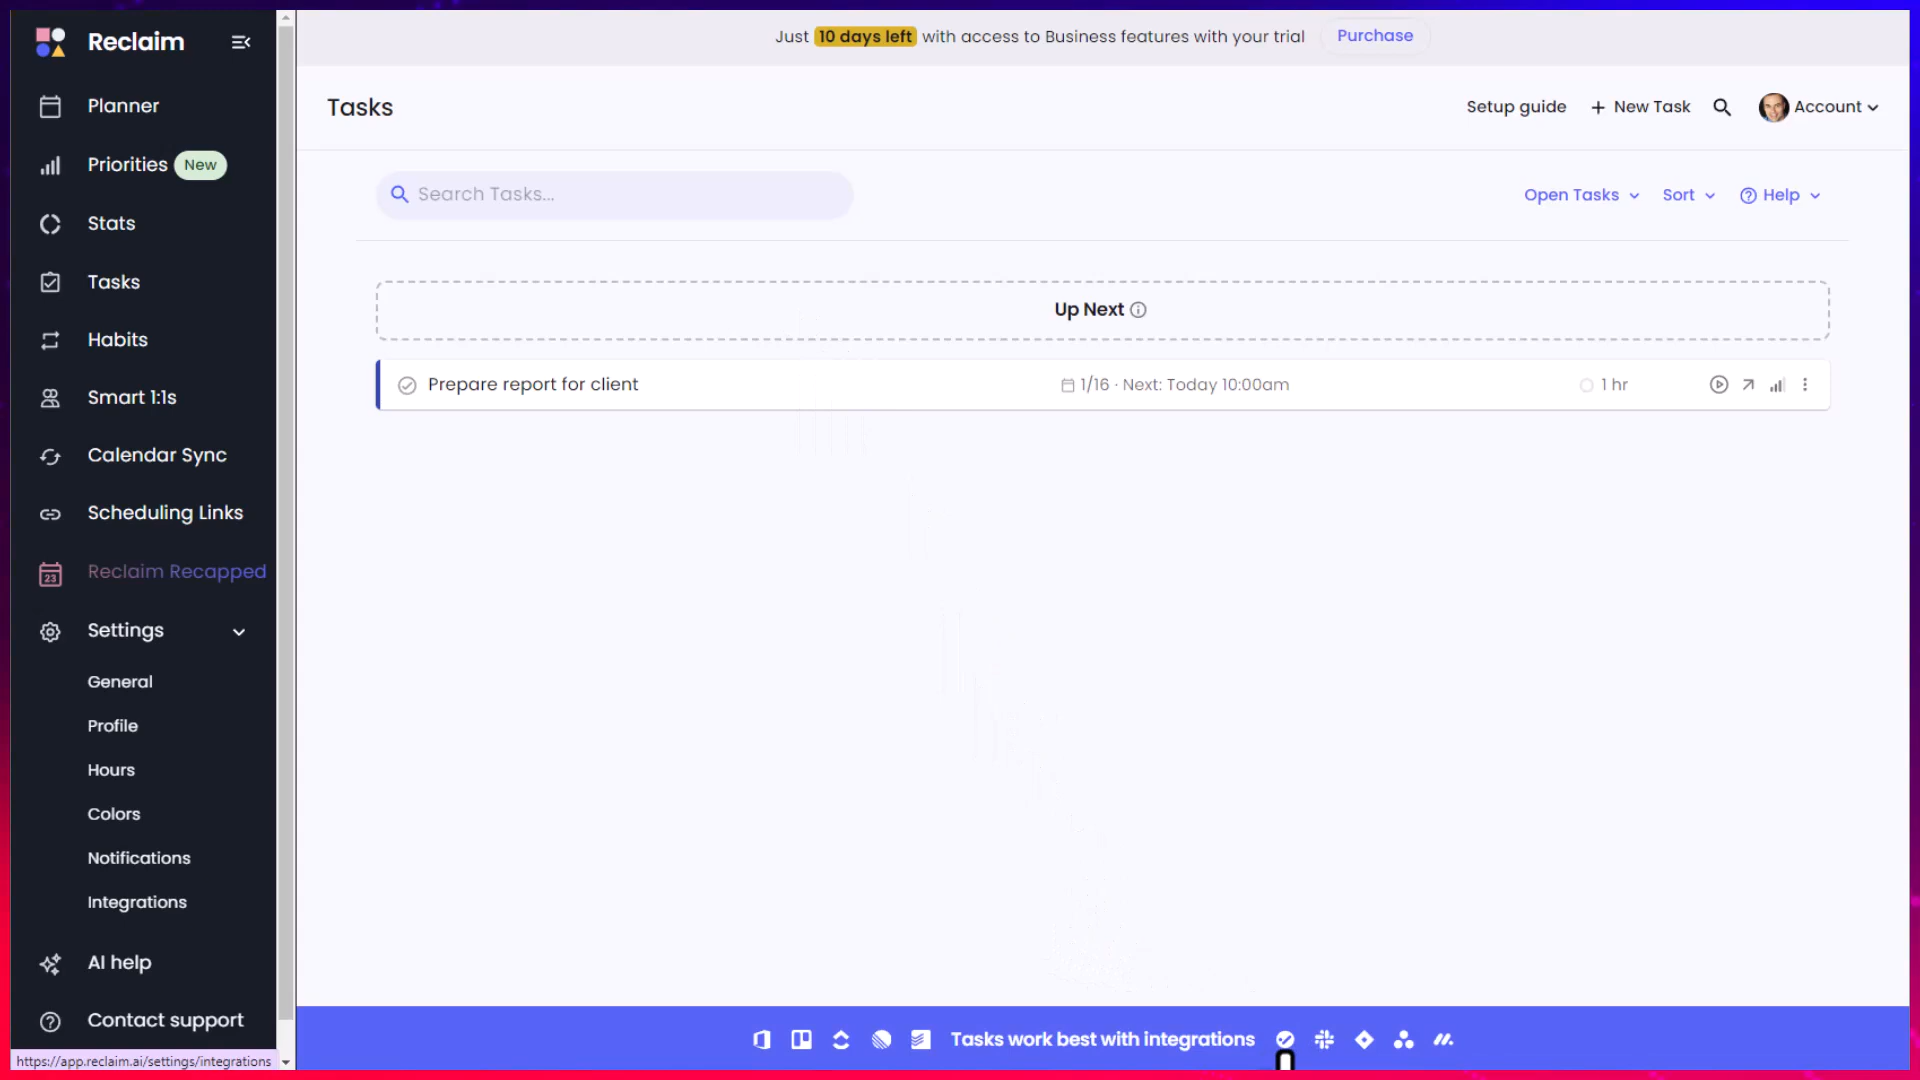 Reclaim
Planner
Priorities New
Stats
Tasks
Habits
Smart 1:1s
Calendar Sync
Scheduling Links
23
Reclaim Recapped
Settings
General
Profile
Hours
Colors
Notifications
Integrations
AI help
Contact support
https://app.reclaim.ai/settings/integrations
Just 10 days left with access to Business features with your trial Purchase
Tasks
Setup guide + New Task Account
Search Tasks...
Open Tasks Sort Help
Up Next
Prepare report for client 1/16 · Next: Today 10:00am 1 hr
Tasks work best with integrations